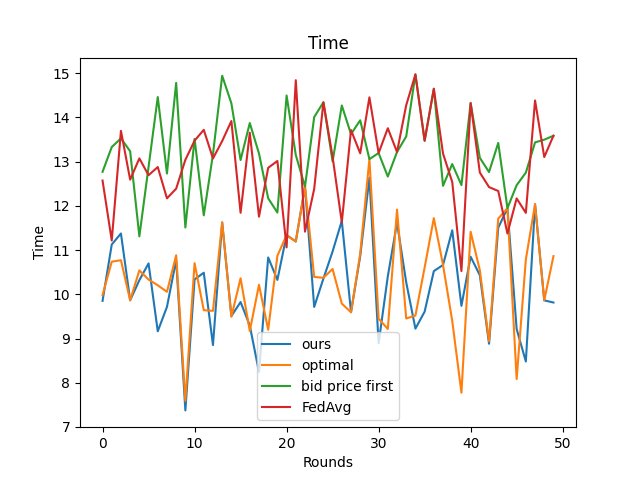 Time
15
14
13
12
11
10
9
8
7
Time
0 10 20 30 40 50
Rounds
ours
optimal
bid price first
FedAvg